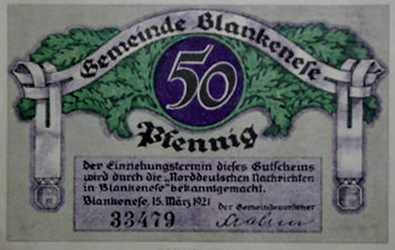 Gemeinde Blankenese
50
Pfennig
der Einziehungstermin dieses Gutscheins
wird durch die „Norddeutschen Nachrichten
in Blankenese" bekanntgemacht.
Blankenese, 15. März 1921. der Gemeindevorsteher
33479